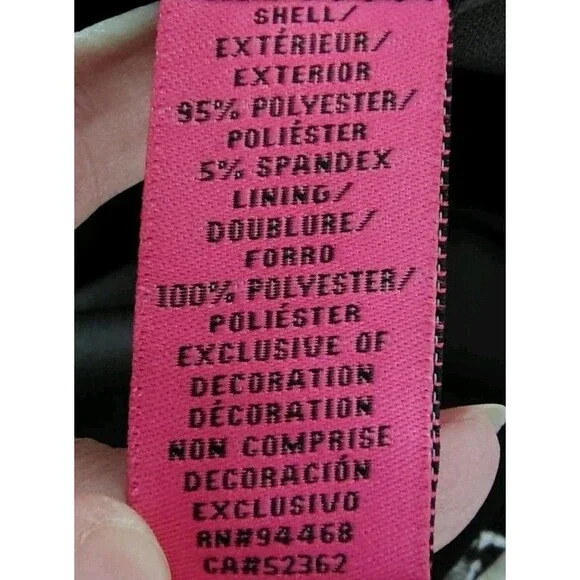 SHELL/
EXTÉRIEUR/
EXTERIOR
95% POLYESTER/
POLIÉSTER
5% SPANDEX
LINING/
DOUBLURE/
FORRO
100% POLYESTER/
POLIÉSTER
EXCLUSIVE OF
DECORATION
DÉCORATION
NON COMPRISE
DECORACIÓN
EXCLUSIVO
RN#94468
CA#52362